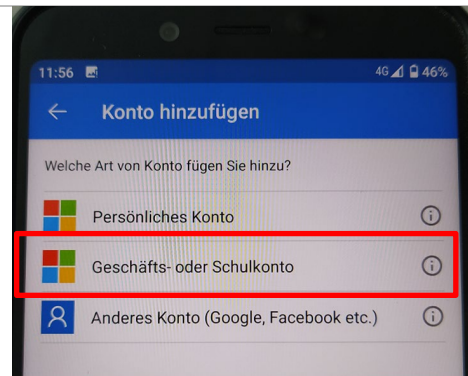 11:56 4G 46%
Konto hinzufügen
Welche Art von Konto fügen Sie hinzu?
Persönliches Konto
Geschäfts- oder Schulkonto
Anderes Konto (Google, Facebook etc.)